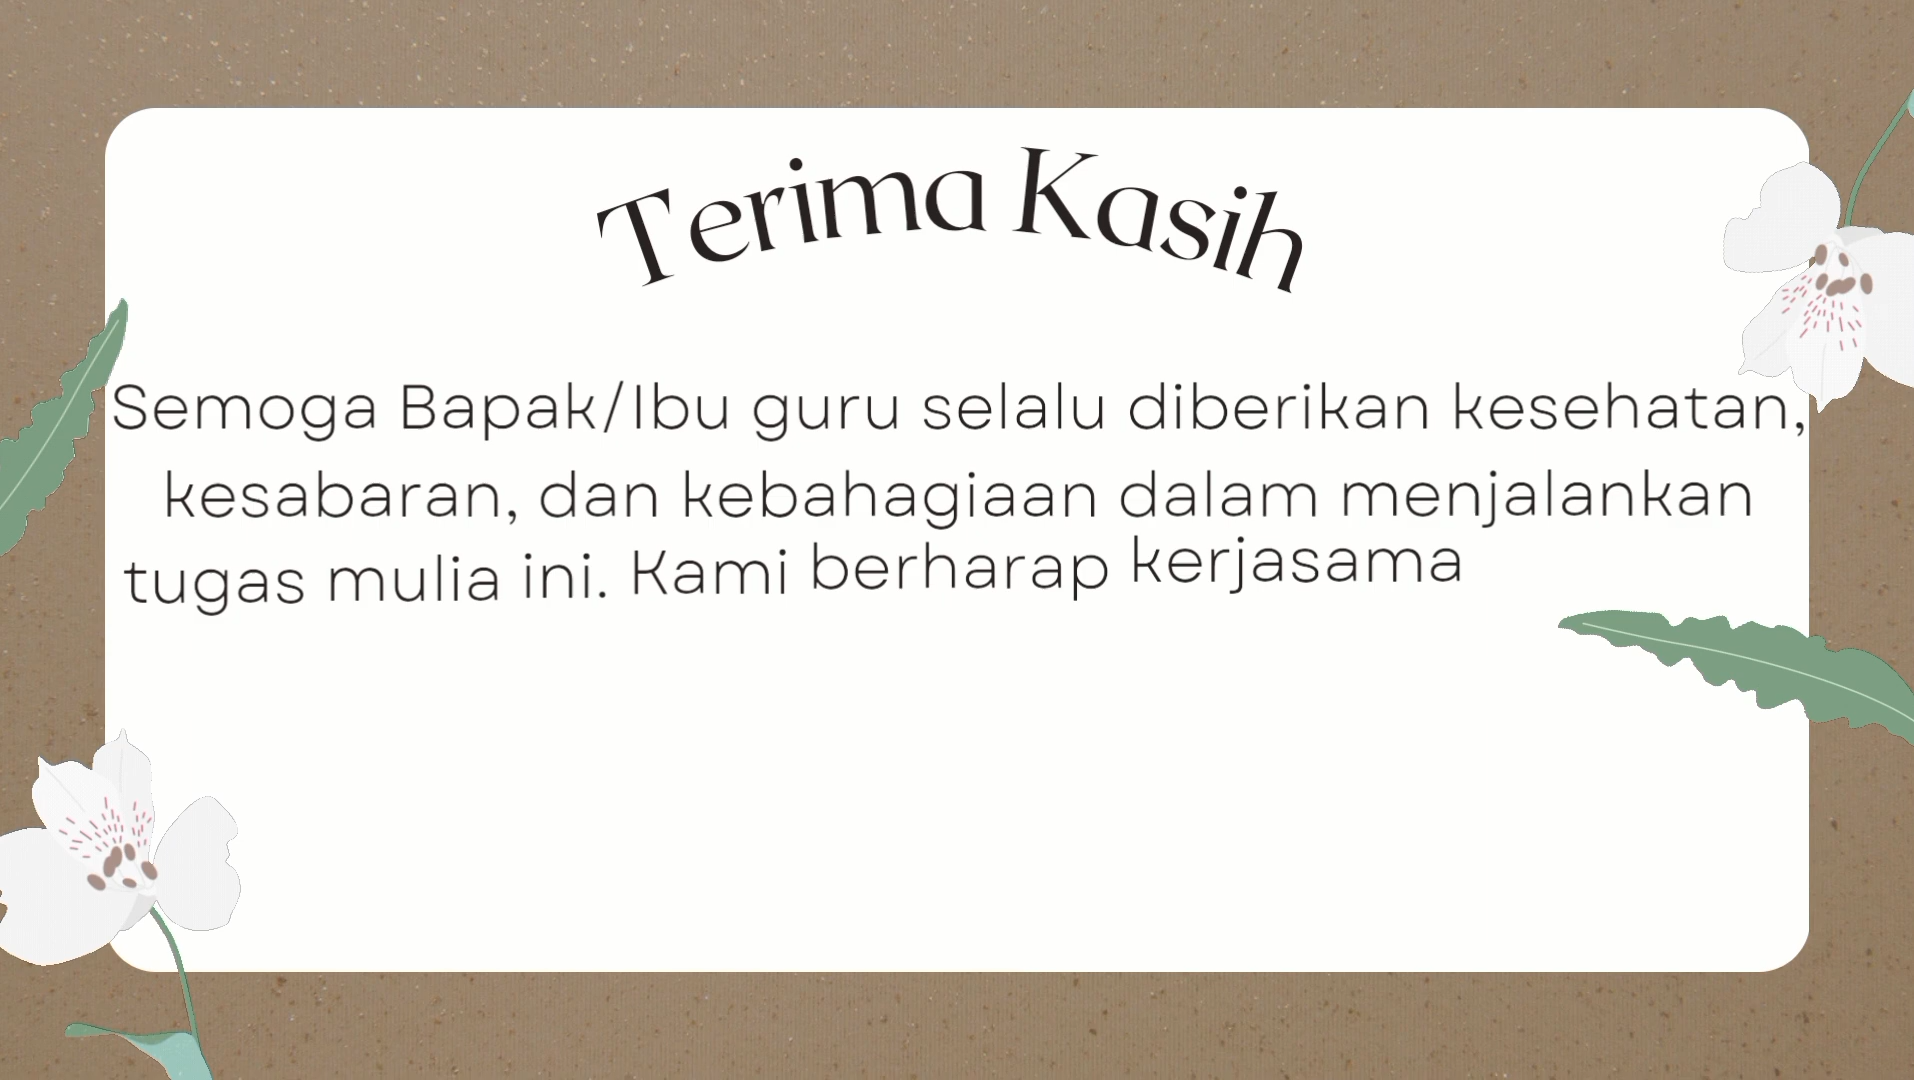 Terima Kasih
Semoga Bapak/Ibu guru selalu diberikan kesehatan,
kesabaran, dan kebahagiaan dalam menjalankan
tugas mulia ini. Kami berharap kerjasama